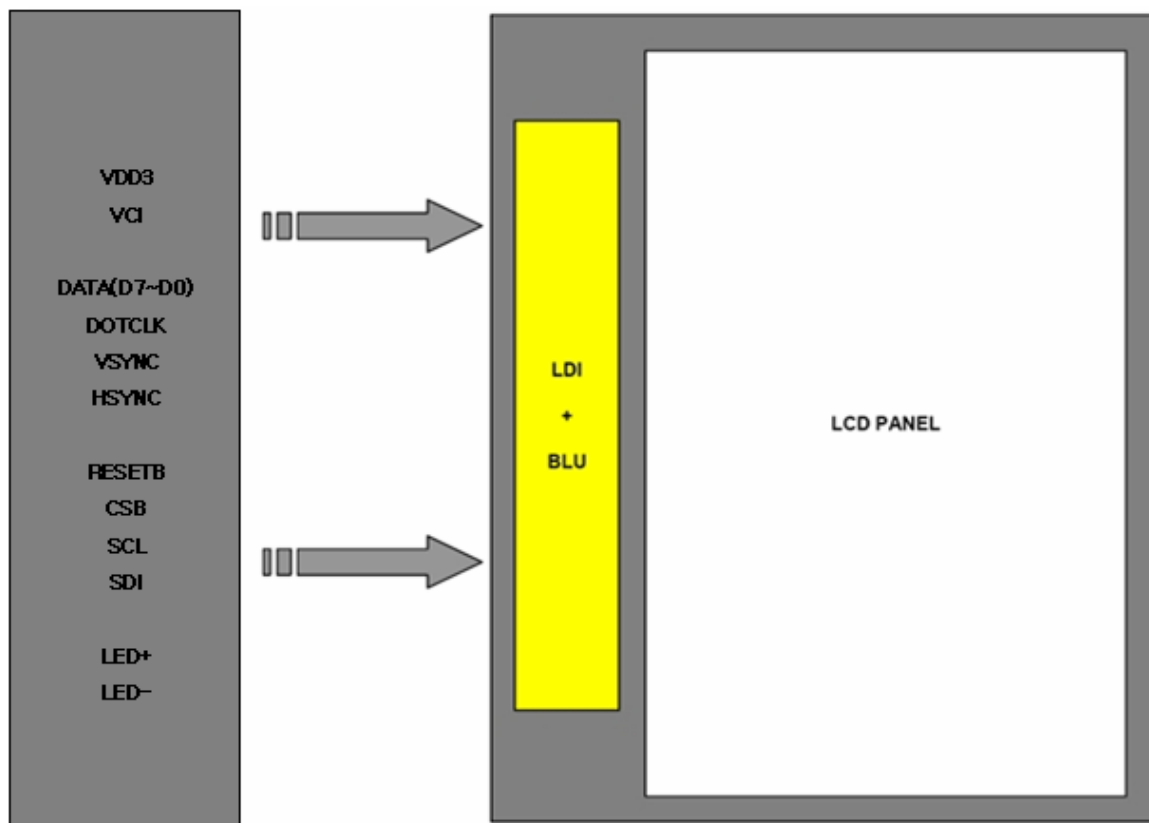 VDD3
VCI
DATA(D7~D0)
DOTCLK
VSYNC
HSYNC
RESETB
CSB
SCL
SDI
LED+
LED-
LDI
+
BLU
LCD PANEL